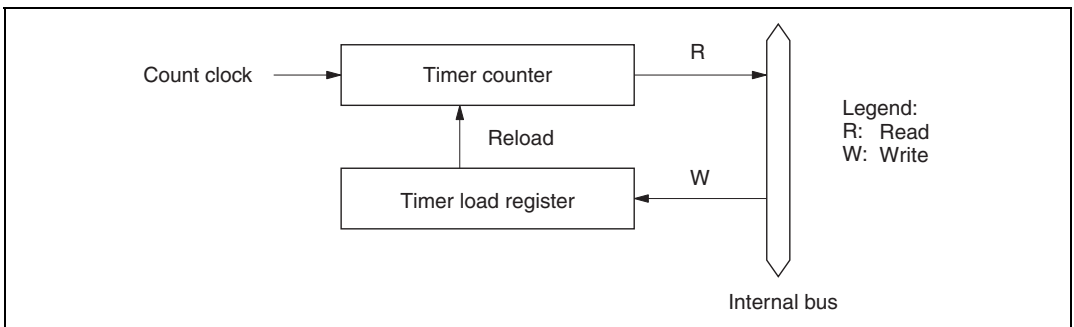 Count clock
Timer counter
R
Reload
Timer load register
W
Internal bus
Legend:
R: Read
W: Write